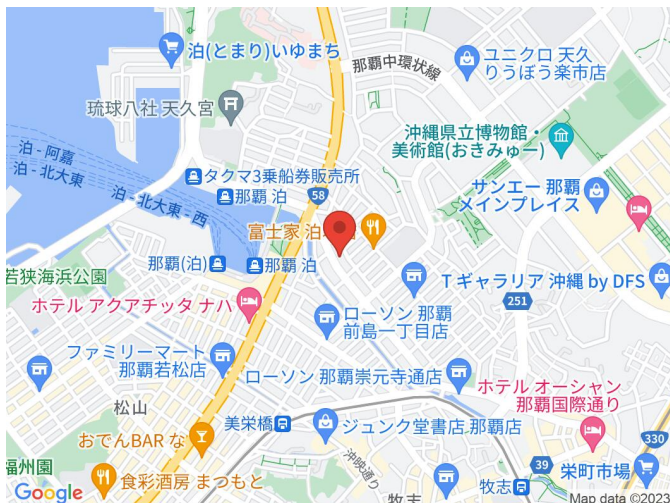 泊(とまり)いゆまち
那覇中環状線
ユニクロ 天久
りうぼう楽市店
琉球八社 天久宮
沖縄県立博物館・
美術館(おきみゅー)
泊-阿嘉
泊-北大東
泊-北大東-西
タクマ3乗船券販売所
那覇 泊
58
サンエー 那覇
メインプレイス
富士家 泊
若狭海浜公園
那覇(泊)
那覇 泊
T ギャラリア 沖縄 by DFS
ホテル アクアチッタ ナハ
251
ローソン 那覇
前島一丁目店
ファミリーマート
那覇若松店
ローソン 那覇崇元寺通店
松山
ホテル オーシャン
那覇国際通り
美栄橋
ジュンク堂書店 那覇店
おでんBAR な
330
福州園
沖映通り
39
栄町市場
食彩酒房 まつもと
牧志
牧志
Google
Map data ©2023